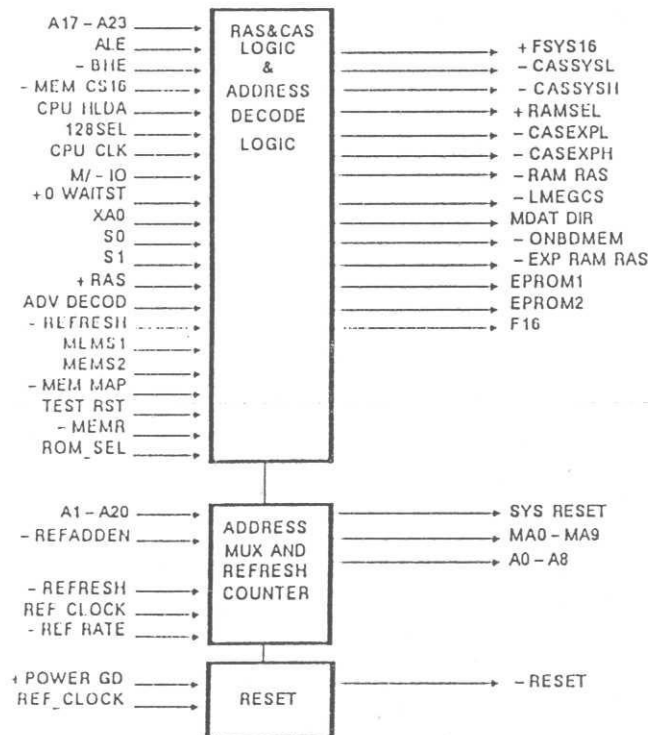 A17-A23
ALE
- BHE
- MEM CS16
CPU HLDA
128SEL
CPU CLK
M/-IO
+0 WAITST
XA0
S0
S1
+RAS
ADV DECOD
- REFRESH
MEMS1
MEMS2
- MEM MAP
TEST RST
- MEMR
ROM_SEL
RAS&CAS
LOGIC
&
ADDRESS
DECODE
LOGIC
+FSYS16
-CASSYSL
-CASSYSH
+RAMSEL
-CASEXPL
-CASEXPH
-RAM RAS
-LMEGCS
MDAT DIR
-ONBDMEM
-EXP RAM RAS
EPROM1
EPROM2
F16
A1-A20
-REFADDEN
- REFRESH
REF CLOCK
- REF RATE
ADDRESS
MUX AND
REFRESH
COUNTER
SYS RESET
MA0-MA9
A0-A8
+POWER GD
REF_CLOCK
RESET
-RESET